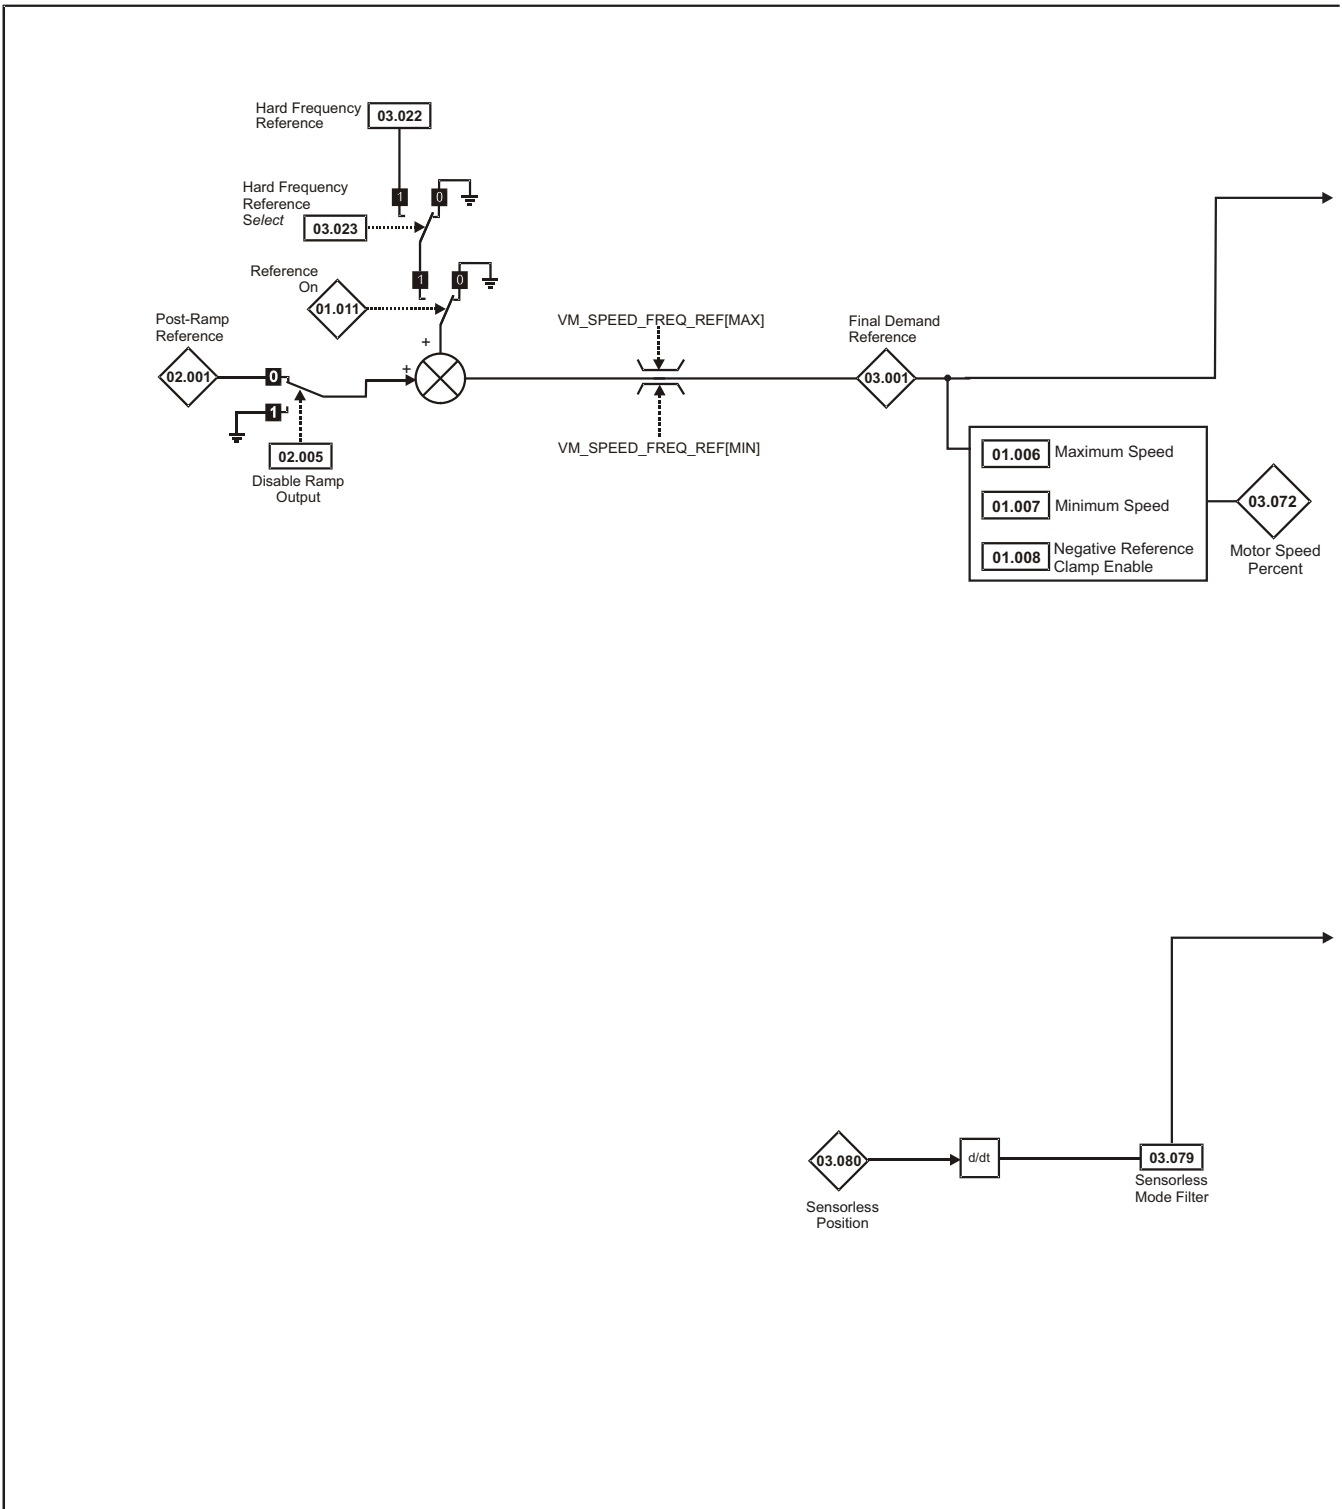 Hard Frequency
Reference
03.022
1
0
Hard Frequency
Reference
Select
03.023
Reference
On
01.011
1
0
Post-Ramp
Reference
02.001
0
1
02.005
Disable Ramp
Output
+
+
VM_SPEED_FREQ_REF[MAX]
VM_SPEED_FREQ_REF[MIN]
Final Demand
Reference
03.001
01.006 Maximum Speed
01.007 Minimum Speed
01.008 Negative Reference
Clamp Enable
03.072
Motor Speed
Percent
03.080
Sensorless
Position
d/dt
03.079
Sensorless
Mode Filter